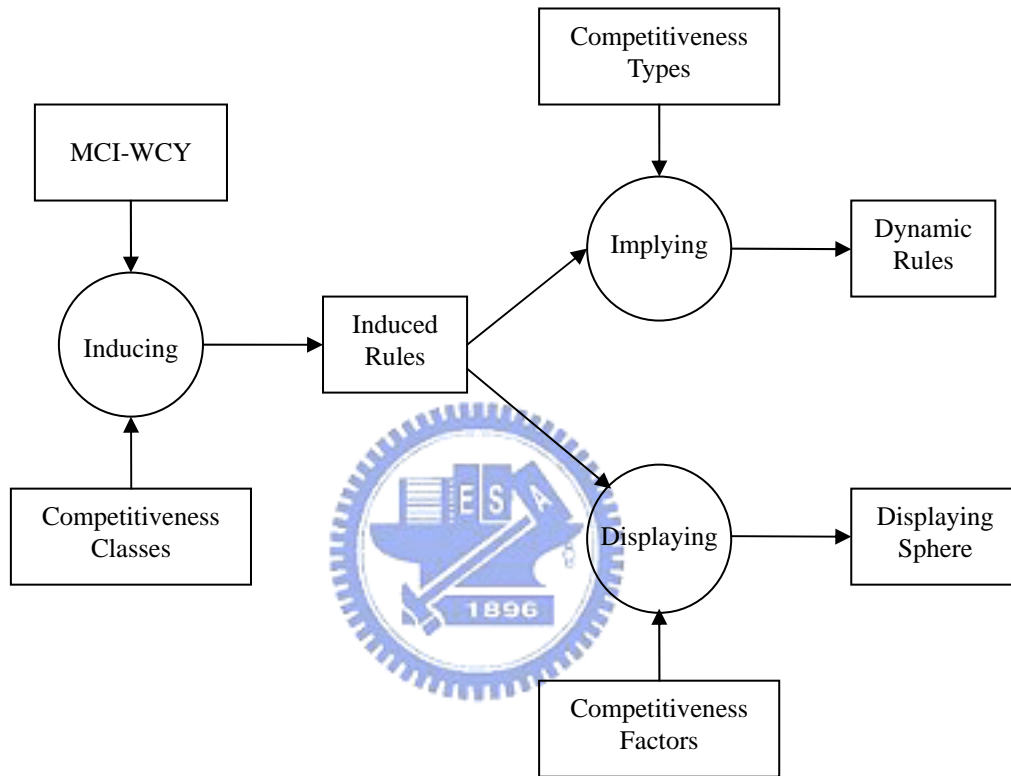 Competitiveness
Types
MCI-WCY
Implying
Dynamic
Rules
Inducing
Induced
Rules
Competitiveness
Classes
E S A
Displaying
Displaying
Sphere
1896
Competitiveness
Factors